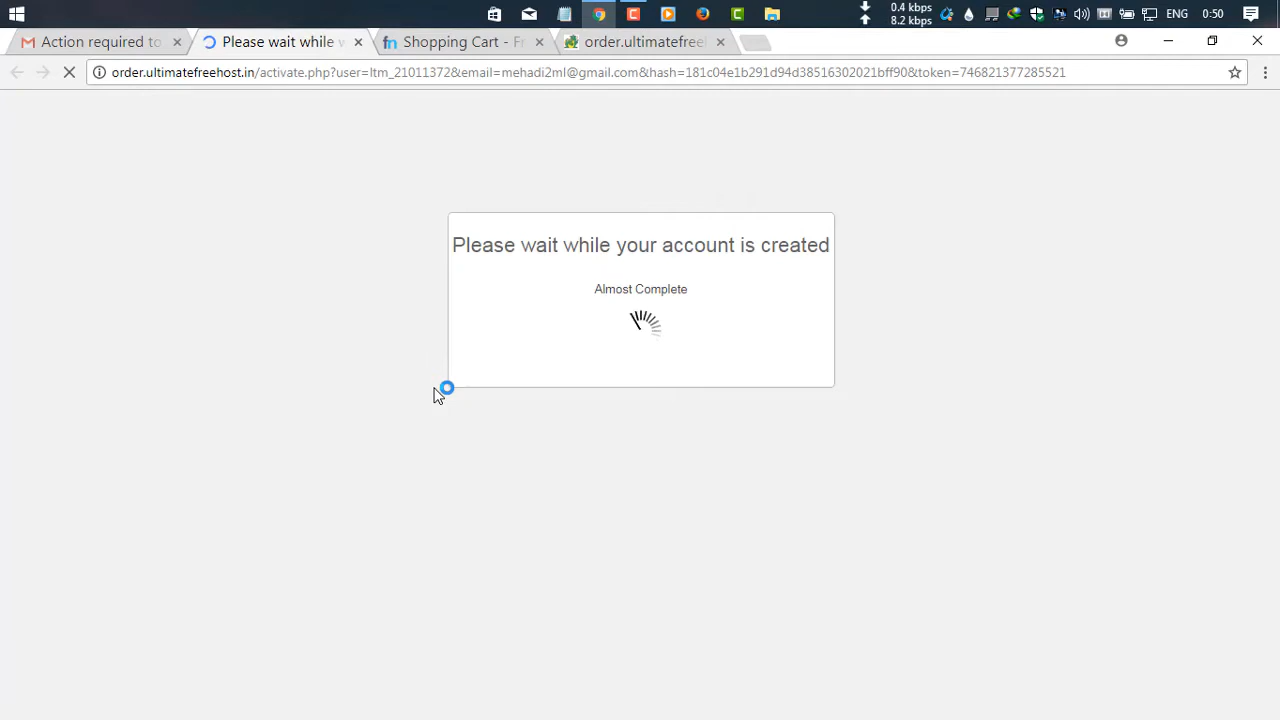 0.4 kbps
8.2 kbps
ENG
0:50
Action required to
Please wait while
Shopping Cart - Fr
order.ultimatefree
order.ultimatefreehost.in/activate.php?user=ltm_21011372&email=mehadi2ml@gmail.com&hash=181c04e1b291d94d38516302021bff90&token=746821377285521
Please wait while your account is created
Almost Complete